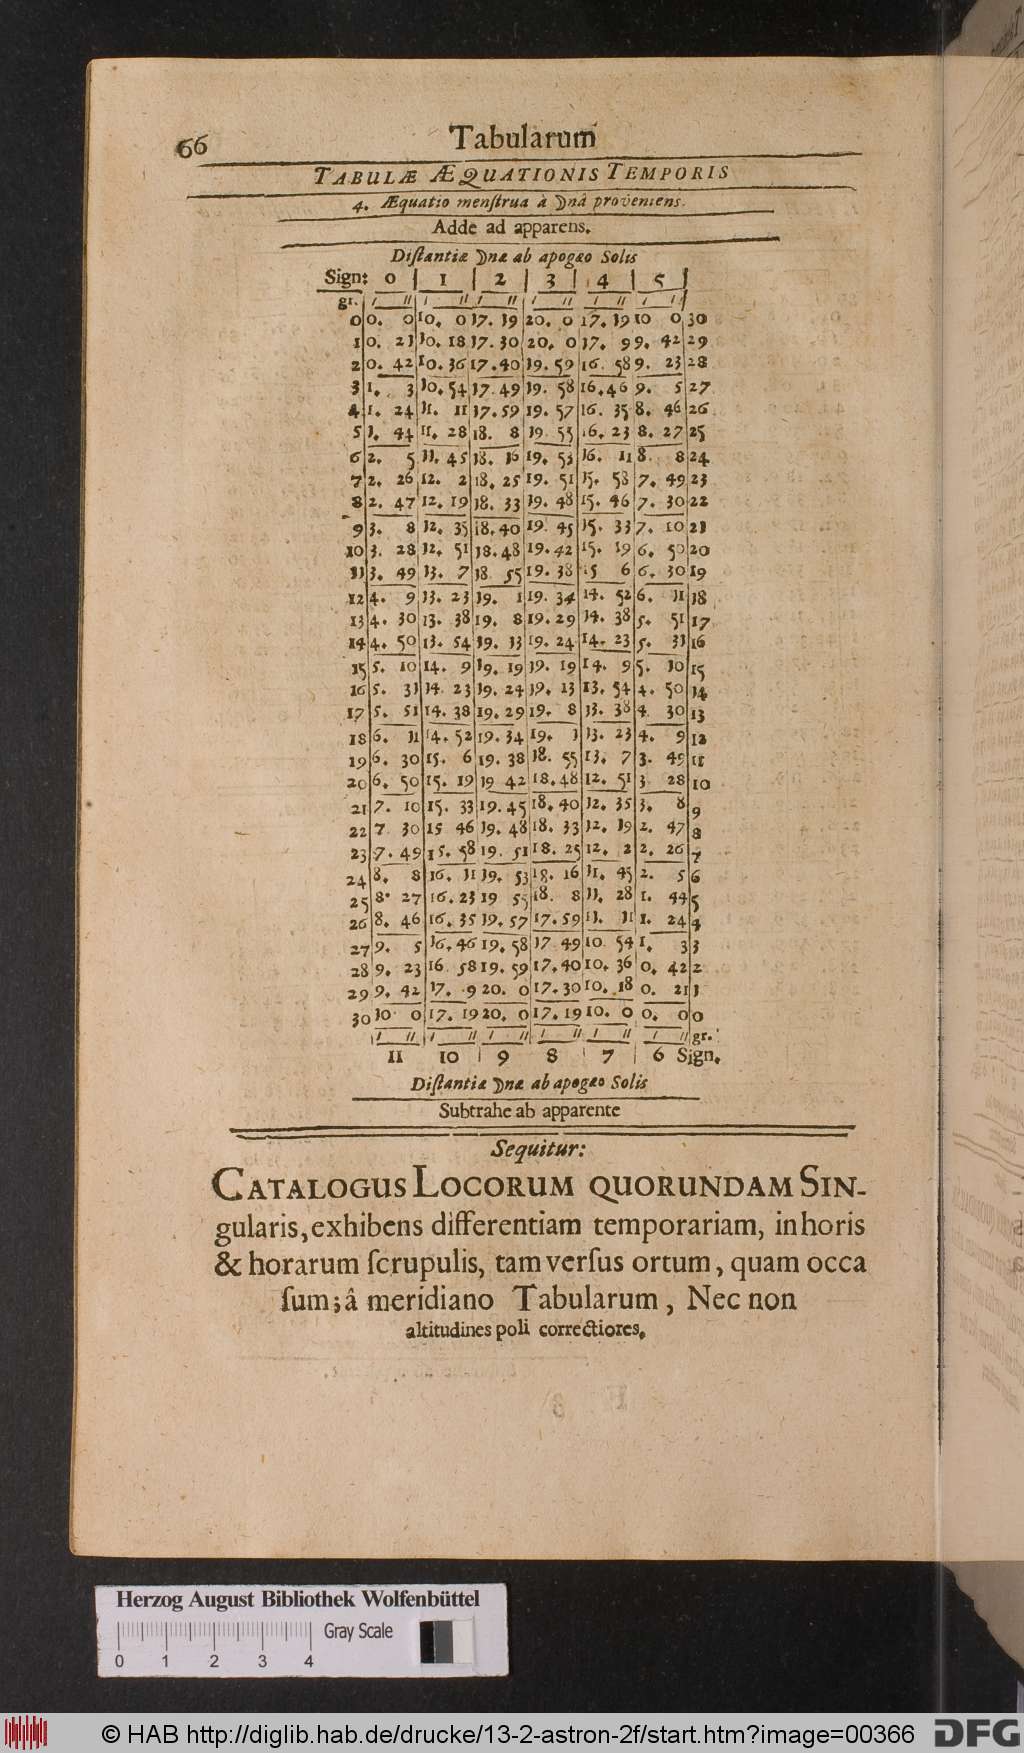 66
Tabularum
TABULÆ ÆQUATIONIS TEMPORIS
4. Æquatio menſtrua à ☽nâ proveniens.
Adde ad apparens.
Diſtantiæ ☽næ ab apogæo Solis
Sign: 0 | 1 | 2 | 3 | 4 | 5 |
gr. ı ıı ı ıı ı ıı ı ıı ı ıı ı ıı
0 0. 0 10. 0 17. 19 20. 0 17. 19 10 0 30
1 0. 21 10. 18 17. 30 20. 0 17. 9 9. 42 29
2 0. 42 10. 36 17. 40 19. 59 16. 58 9. 23 28
3 1. 3 10. 54 17. 49 19. 58 16. 46 9. 5 27
4 1. 24 11. 11 17. 59 19. 57 16. 35 8. 46 26
5 1. 44 11. 28 18. 8 19. 55 16. 23 8. 27 25
6 2. 5 11. 45 18. 16 19. 53 16. 11 8. 8 24
7 2. 26 12. 2 18. 25 19. 51 15. 58 7. 49 23
8 2. 47 12. 19 18. 33 19. 48 15. 46 7. 30 22
9 3. 8 12. 35 18. 40 19. 45 15. 33 7. 10 21
10 3. 28 12. 51 18. 48 19. 42 15. 19 6. 50 20
11 3. 49 13. 7 18 55 19. 38 15 6 6. 30 19
12 4. 9 13. 23 19. 1 19. 34 14. 52 6. 11 18
13 4. 30 13. 38 19. 8 19. 29 14. 38 5. 51 17
14 4. 50 13. 54 19. 13 19. 24 14. 23 5. 31 16
15 5. 10 14. 9 19. 19 19. 19 14. 9 5. 10 15
16 5. 31 14. 23 19. 24 19. 13 13. 54 4. 50 14
17 5. 51 14. 38 19. 29 19. 8 13. 38 4. 30 13
18 6. 11 14. 52 19. 34 19. 1 13. 23 4. 9 12
19 6. 30 15. 6 19. 38 18. 55 13. 7 3. 49 11
20 6. 50 15. 19 19 42 18. 48 12. 51 3 28 10
21 7. 10 15. 33 19. 45 18. 40 12. 35 3. 8 9
22 7 30 15 46 19. 48 18. 33 12. 19 2. 47 8
23 7. 49 15. 58 19. 51 18. 25 12. 2 2. 26 7
24 8. 8 16. 11 19. 53 18. 16 11. 45 2. 5 6
25 8. 27 16. 23 19 55 18. 8 11. 28 1. 44 5
26 8. 46 16. 35 19. 57 17. 59 11. 11 1. 24 4
27 9. 5 16. 46 19. 58 17 49 10 54 1. 3 3
28 9. 23 16 58 19. 59 17. 40 10. 36 0. 42 2
29 9. 42 17. 9 20. 0 17. 30 10. 18 0. 21 1
30 10 0 17. 19 20. 0 17. 19 10. 0 0. 0 0
ı ıı ı ıı ı ıı ı ıı ı ıı ı ıı gr.
11 10 9 8 7 6 Sign.
Diſtantiæ ☽næ ab apogæo Solis
Subtrahe ab apparente
Sequitur:
CATALOGUS LOCORUM QUORUNDAM SIN-
gularis, exhibens differentiam temporariam, in horis
& horarum ſcrupulis, tam verſus ortum, quam occa
ſum; â meridiano Tabularum, Nec non
altitudines poli correctiores.
Herzog August Bibliothek Wolfenbüttel
Gray Scale
0 1 2 3 4
© HAB http://diglib.hab.de/drucke/13-2-astron-2f/start.htm?image=00366
DFG